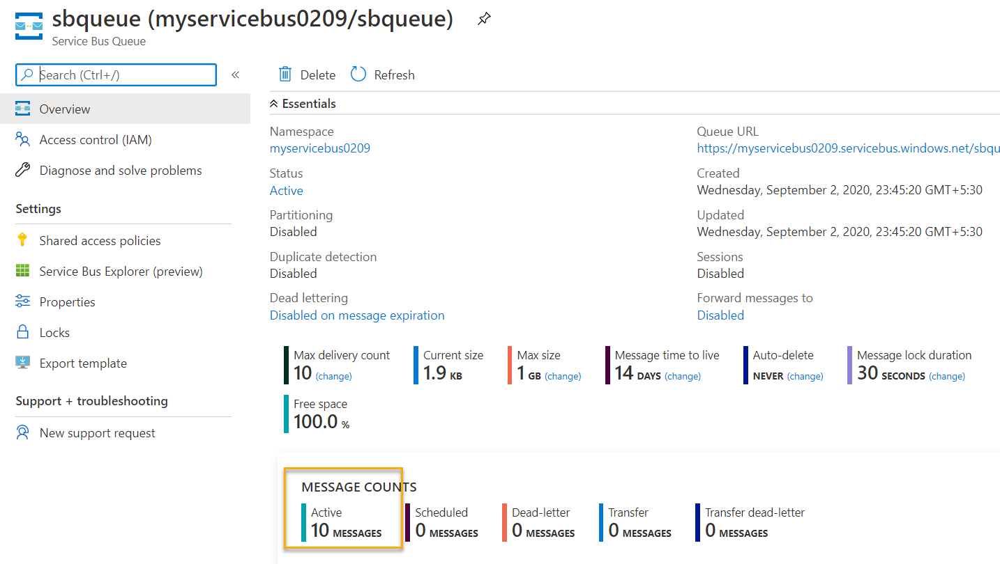 sbqueue (myservicebus0209/sbqueue)
Service Bus Queue
Search (Ctrl+/)
«
Delete
Refresh
Overview
Access control (IAM)
Diagnose and solve problems
Settings
Shared access policies
Service Bus Explorer (preview)
Properties
Locks
Export template
Support + troubleshooting
New support request
Essentials
Namespace
myservicebus0209
Status
Active
Partitioning
Disabled
Duplicate detection
Disabled
Dead lettering
Disabled on message expiration
Queue URL
https://myservicebus0209.servicebus.windows.net/sbqu
Created
Wednesday, September 2, 2020, 23:45:20 GMT+5:30
Updated
Wednesday, September 2, 2020, 23:45:20 GMT+5:30
Sessions
Disabled
Forward messages to
Disabled
Max delivery count
10 (change)
Current size
1.9 KB
Max size
1 GB (change)
Message time to live
14 DAYS (change)
Auto-delete
NEVER (change)
Message lock duration
30 SECONDS (change)
Free space
100.0 %
MESSAGE COUNTS
Active
10 MESSAGES
Scheduled
0 MESSAGES
Dead-letter
0 MESSAGES
Transfer
0 MESSAGES
Transfer dead-letter
0 MESSAGES